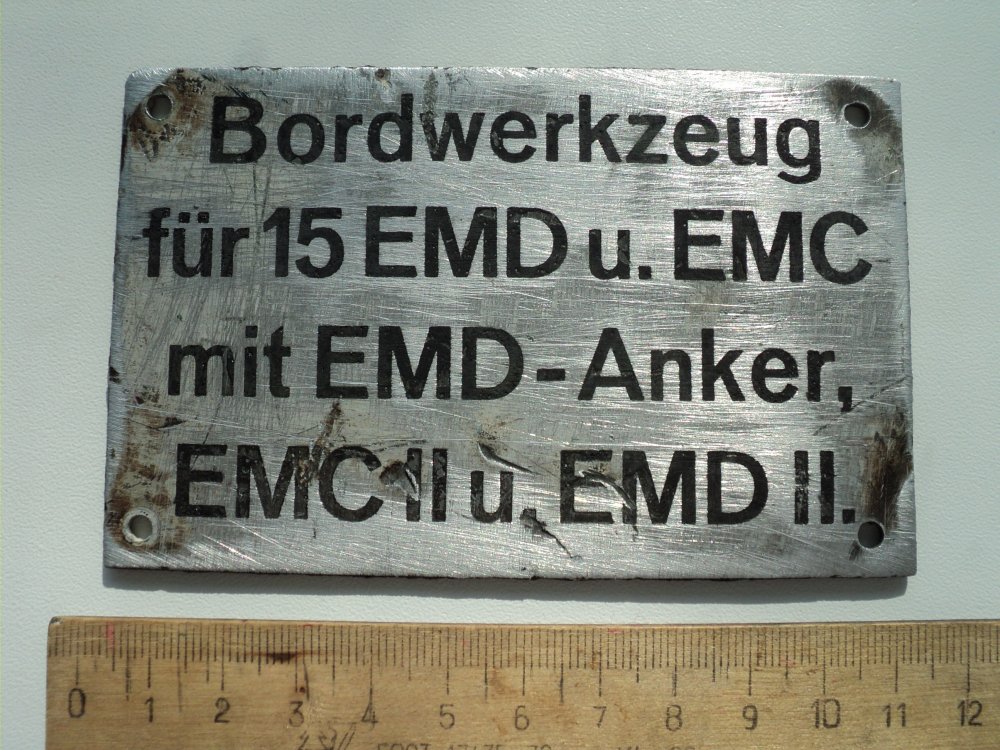 Bordwerkzeug
für 15 EMD u. EMC
mit EMD-Anker,
EMC II u. EMD II.
0 1 2 3 4 5 6 7 8 9 10 11 12